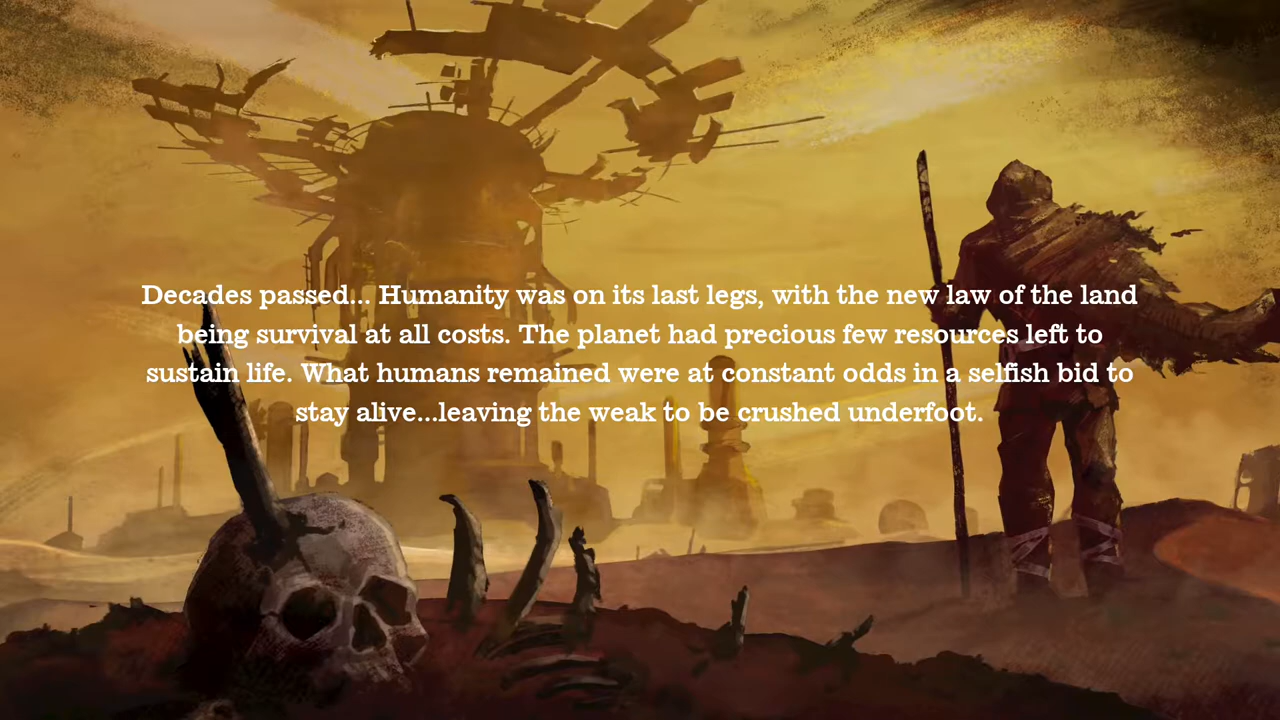 Decades passed... Humanity was on its last legs, with the new law of the land
being survival at all costs. The planet had precious few resources left to
sustain life. What humans remained were at constant odds in a selfish bid to
stay alive...leaving the weak to be crushed underfoot.